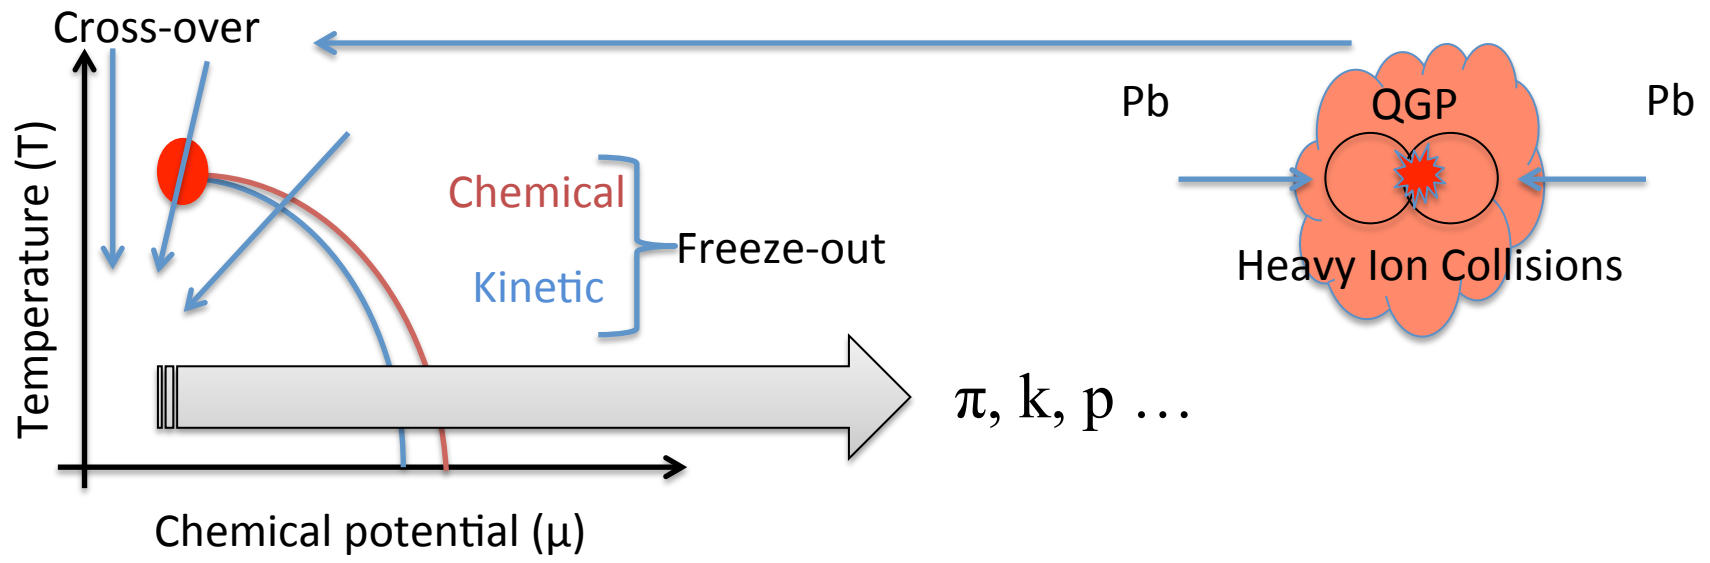 Cross-over
Pb
QGP
Pb
Temperature (T)
Chemical
Kinetic
Freeze-out
Heavy Ion Collisions
π, k, p …
Chemical potential (μ)